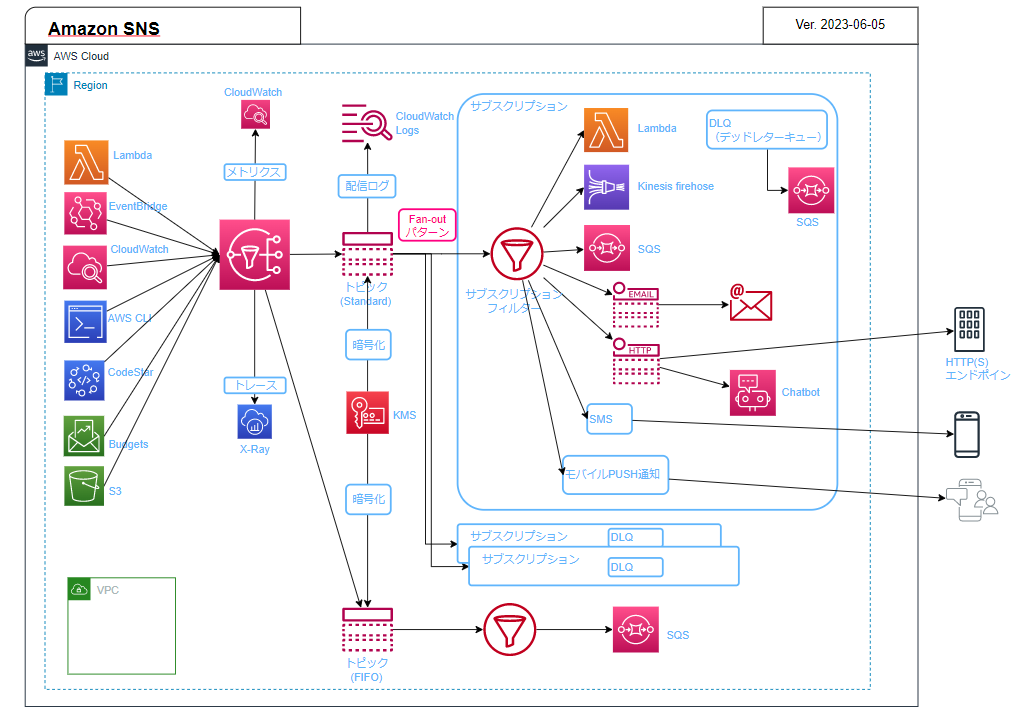 Amazon SNS
Ver. 2023-06-05
aws
AWS Cloud
Region
Lambda
EventBridge
CloudWatch
AWS CLI
CodeStar
Budgets
S3
VPC
CloudWatch
メトリクス
トレース
X-Ray
CloudWatch
Logs
配信ログ
Fan-out
パターン
トピック
(Standard)
暗号化
KMS
暗号化
トピック
(FIFO)
サブスクリプション
サブスクリプション
フィルター
Lambda
Kinesis firehose
SQS
EMAIL
@
HTTP
Chatbot
SMS
モバイルPUSH通知
DLQ
（デッドレターキュー）
SQS
HTTP(S)
エンドポイン
サブスクリプション
DLQ
サブスクリプション
DLQ
SQS